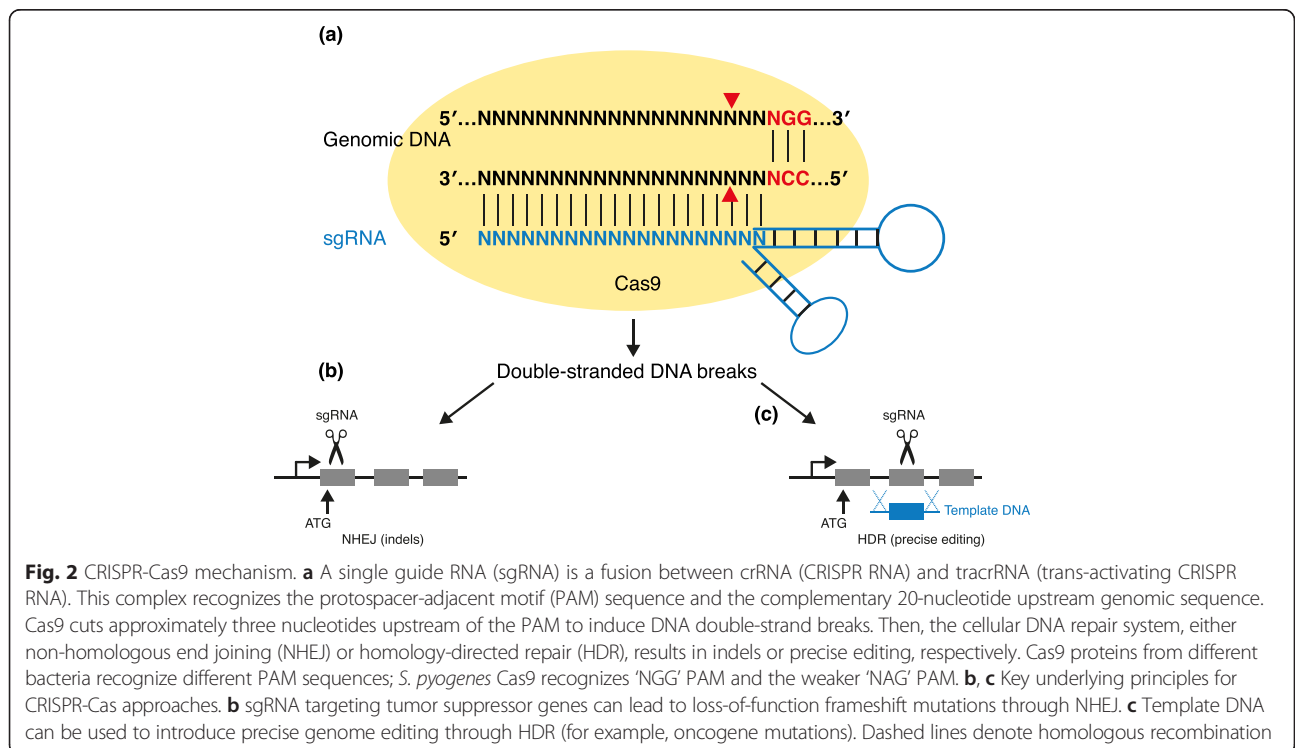 (a)
5′...NNNNNNNNNNNNNNNNNNNNNGG...3′
Genomic DNA
3′...NNNNNNNNNNNNNNNNNNNNNCC...5′
sgRNA 5′ NNNNNNNNNNNNNNNNNNNN
Cas9
(b)
Double-stranded DNA breaks
(c)
sgRNA
ATG
NHEJ (indels)
sgRNA
Template DNA
ATG
HDR (precise editing)
Fig. 2 CRISPR-Cas9 mechanism. a A single guide RNA (sgRNA) is a fusion between crRNA (CRISPR RNA) and tracrRNA (trans-activating CRISPR
RNA). This complex recognizes the protospacer-adjacent motif (PAM) sequence and the complementary 20-nucleotide upstream genomic sequence.
Cas9 cuts approximately three nucleotides upstream of the PAM to induce DNA double-strand breaks. Then, the cellular DNA repair system, either
non-homologous end joining (NHEJ) or homology-directed repair (HDR), results in indels or precise editing, respectively. Cas9 proteins from different
bacteria recognize different PAM sequences; S. pyogenes Cas9 recognizes ‘NGG’ PAM and the weaker ‘NAG’ PAM. b, c Key underlying principles for
CRISPR-Cas approaches. b sgRNA targeting tumor suppressor genes can lead to loss-of-function frameshift mutations through NHEJ. c Template DNA
can be used to introduce precise genome editing through HDR (for example, oncogene mutations). Dashed lines denote homologous recombination